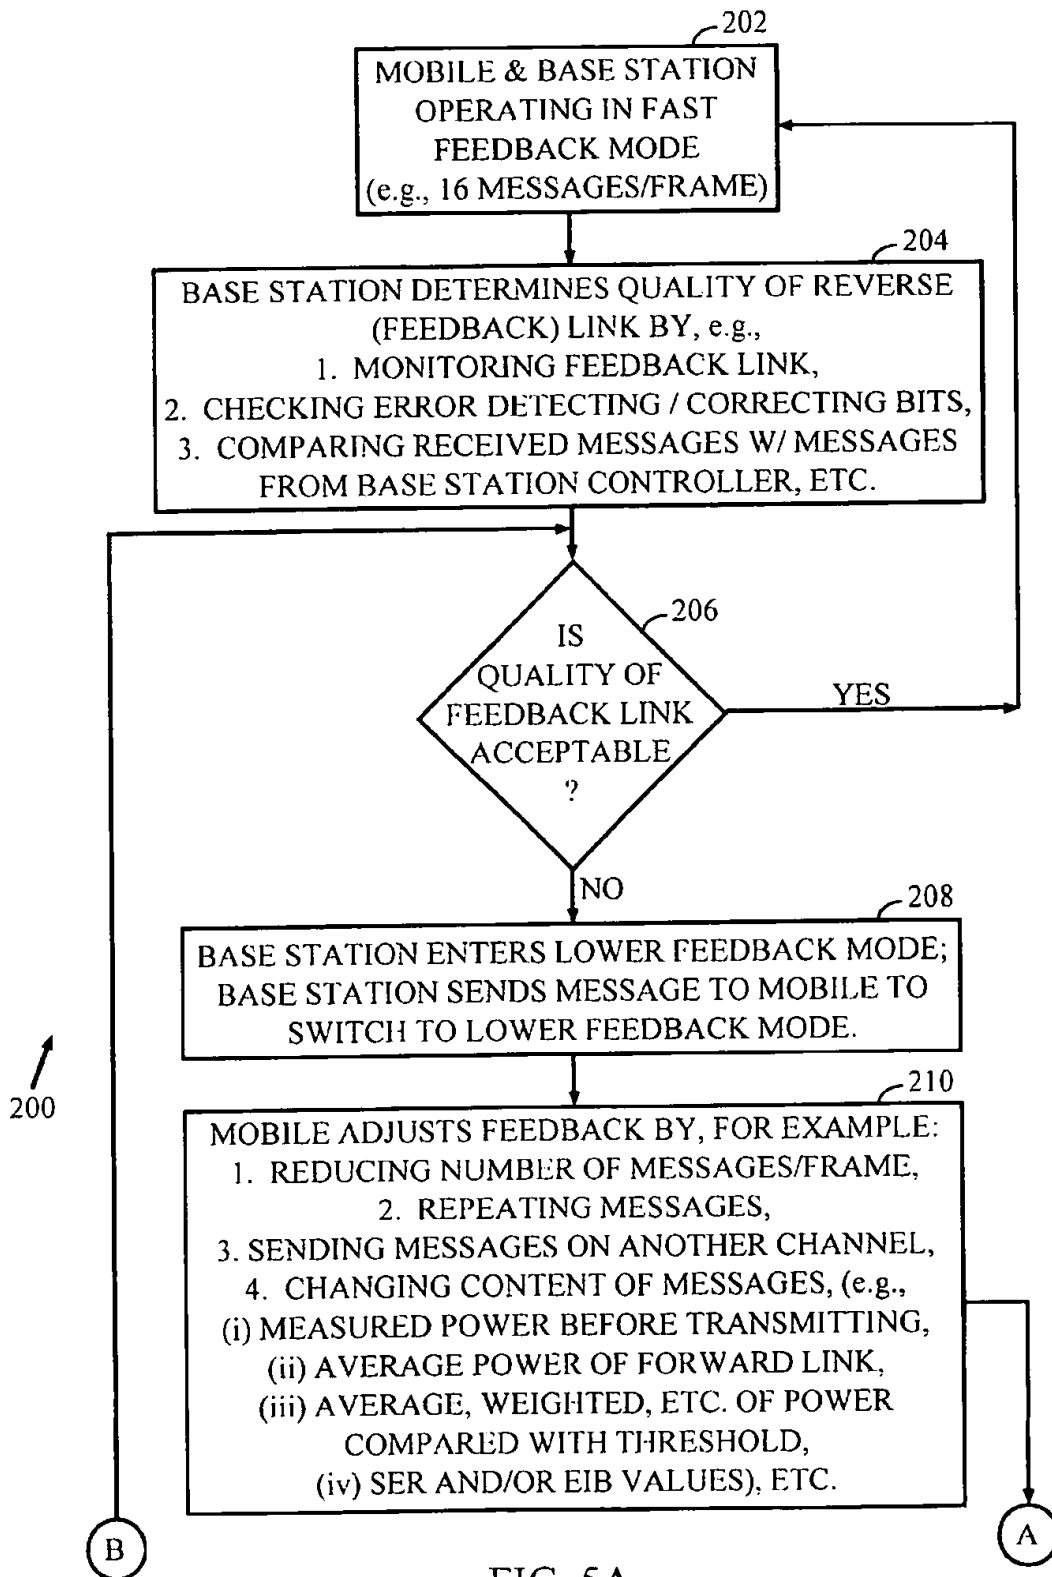 202
MOBILE & BASE STATION
OPERATING IN FAST
FEEDBACK MODE
(e.g., 16 MESSAGES/FRAME)
204
BASE STATION DETERMINES QUALITY OF REVERSE
(FEEDBACK) LINK BY, e.g.,
1. MONITORING FEEDBACK LINK,
2. CHECKING ERROR DETECTING / CORRECTING BITS,
3. COMPARING RECEIVED MESSAGES W/ MESSAGES
FROM BASE STATION CONTROLLER, ETC.
206
IS
QUALITY OF
FEEDBACK LINK
ACCEPTABLE
?
YES
NO
208
BASE STATION ENTERS LOWER FEEDBACK MODE;
BASE STATION SENDS MESSAGE TO MOBILE TO
SWITCH TO LOWER FEEDBACK MODE.
200
210
MOBILE ADJUSTS FEEDBACK BY, FOR EXAMPLE:
1. REDUCING NUMBER OF MESSAGES/FRAME,
2. REPEATING MESSAGES,
3. SENDING MESSAGES ON ANOTHER CHANNEL,
4. CHANGING CONTENT OF MESSAGES, (e.g.,
(i) MEASURED POWER BEFORE TRANSMITTING,
(ii) AVERAGE POWER OF FORWARD LINK,
(iii) AVERAGE, WEIGHTED, ETC. OF POWER
COMPARED WITH THRESHOLD,
(iv) SER AND/OR EIB VALUES), ETC.
B
A
FIG. 5A